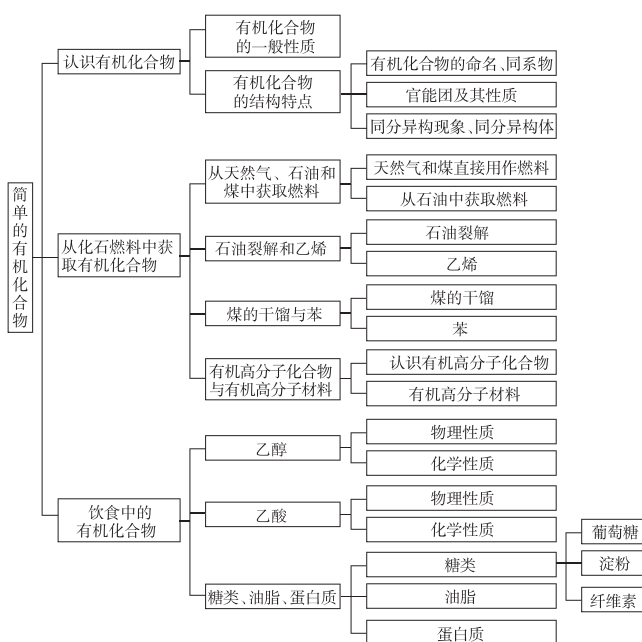 简单的有机化合物
认识有机化合物
有机化合物
的一般性质
有机化合物
的结构特点
有机化合物的命名、同系物
官能团及其性质
同分异构现象、同分异构体
从化石燃料中获
取有机化合物
从天然气、石油和
煤中获取燃料
天然气和煤直接用作燃料
从石油中获取燃料
石油裂解和乙烯
石油裂解
乙烯
煤的干馏与苯
煤的干馏
苯
有机高分子化合物
与有机高分子材料
认识有机高分子化合物
有机高分子材料
饮食中的
有机化合物
乙醇
物理性质
化学性质
乙酸
物理性质
化学性质
糖类、油脂、蛋白质
糖类
葡萄糖
淀粉
纤维素
油脂
蛋白质